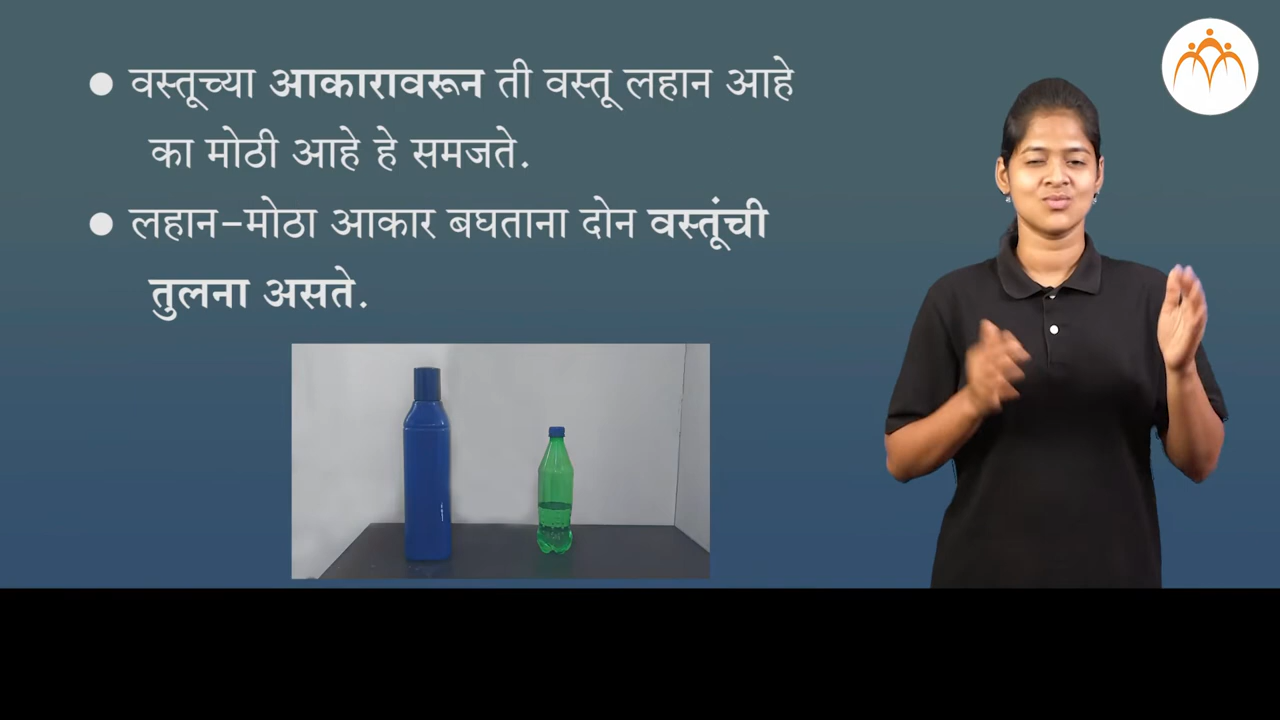 ● वस्तूच्या आकारावरून ती वस्तू लहान आहे
का मोठी आहे हे समजते.
● लहान-मोठा आकार बघताना दोन वस्तूंची
तुलना असते.